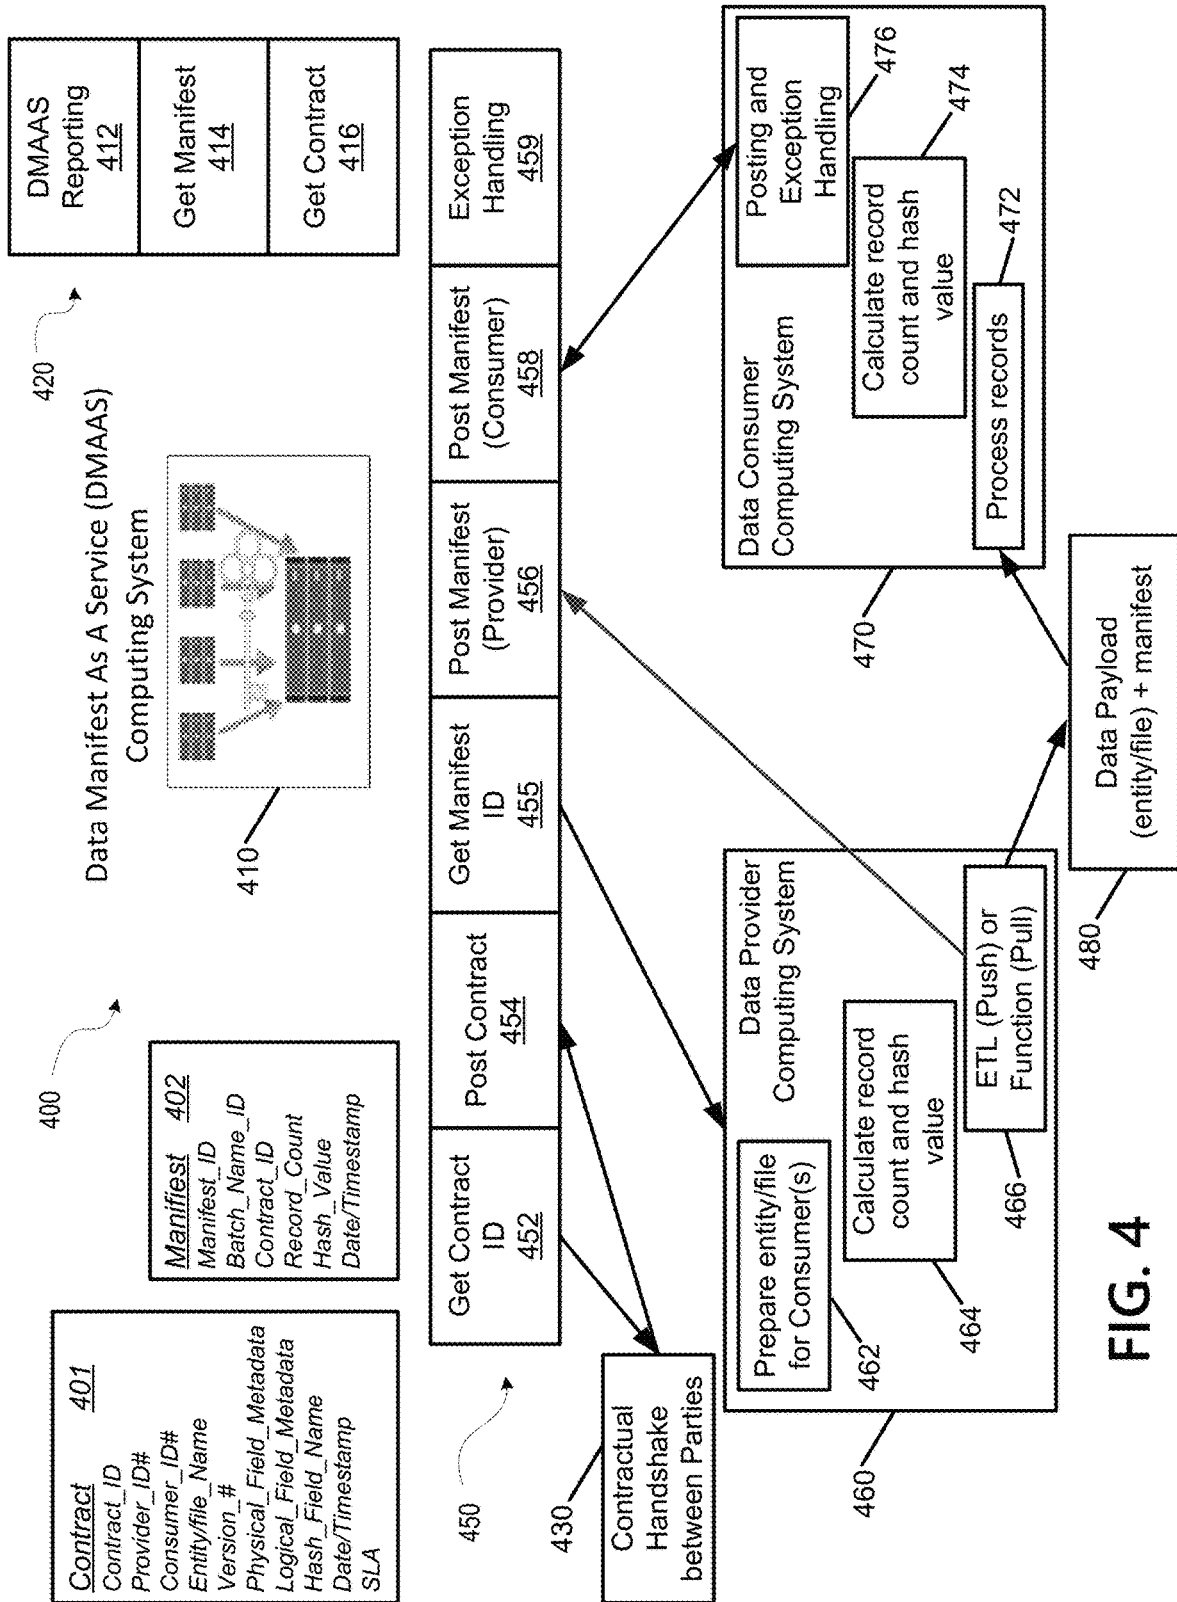 400
420
Data Manifest As A Service (DMAAS)
Computing System
410
Contract 401
Contract_ID
Provider_ID#
Consumer_ID#
Entity/file_Name
Version_#
Physical_Field_Metadata
Logical_Field_Metadata
Hash_Field_Name
Date/Timestamp
SLA
Manifiest 402
Manifest_ID
Batch_Name_ID
Contract_ID
Record_Count
Hash_Value
Date/Timestamp
DMAAS
Reporting
412
Get Manifest
414
Get Contract
416
450
Get Contract
ID
452
Post Contract
454
Get Manifest
ID
455
Post Manifest
(Provider)
456
Post Manifest
(Consumer)
458
Exception
Handling
459
430
Contractual
Handshake
between Parties
460
Data Provider
Computing System
Prepare entity/file
for Consumer(s)
462
Calculate record
count and hash
value
464
ETL (Push) or
Function (Pull)
466
470
Data Consumer
Computing System
Posting and
Exception
Handling
476
Calculate record
count and hash
value
474
Process records
472
Data Payload
(entity/file) + manifest
480
FIG. 4